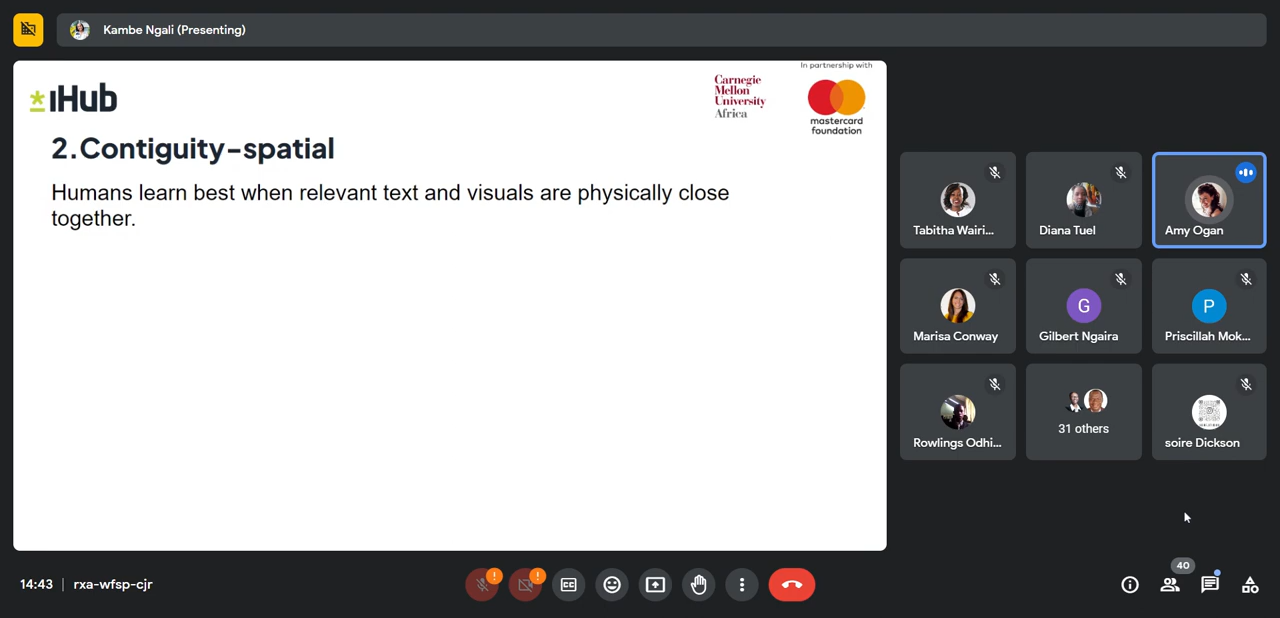 Kambe Ngali (Presenting)
In partnership with
iHub
Carnegie
Mellon
University
Africa
mastercard
foundation
2.Contiguity-spatial
Humans learn best when relevant text and visuals are physically close
together.
Tabitha Wairi...
Diana Tuel
Amy Ogan
Marisa Conway
G
Gilbert Ngaira
P
Priscillah Mok...
Rowlings Odhi...
31 others
soire Dickson
14:43 | rxa-wfsp-cjr
CC
40